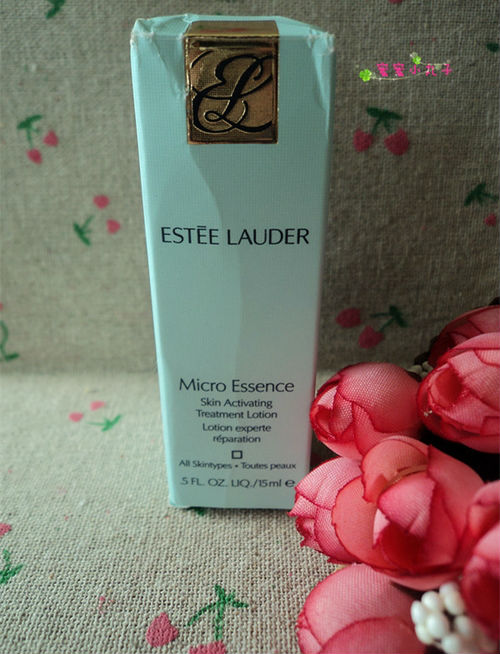 EL
ESTĒE LAUDER
Micro Essence
Skin Activating
Treatment Lotion
Lotion experte
réparation
All Skintypes • Toutes peaux
.5 FL. OZ. LIQ./15ml e